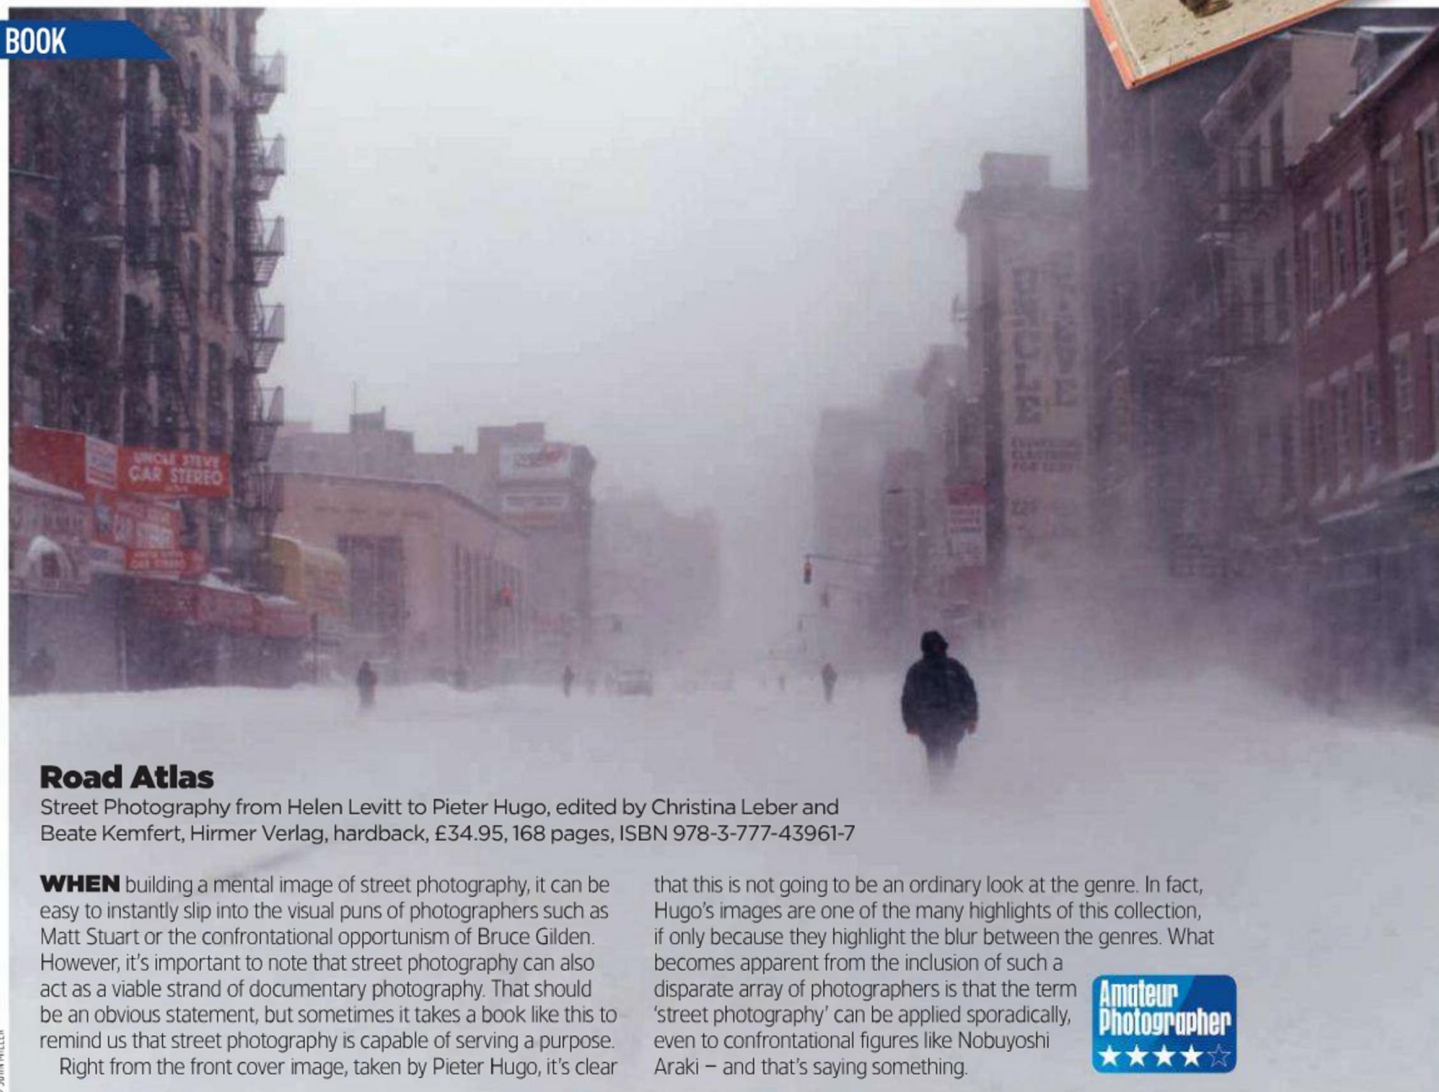 BOOK
UNCLE STEVE
CAR STEREO
UNCLE
STEVE
Road Atlas
Street Photography from Helen Levitt to Pieter Hugo, edited by Christina Leber and
Beate Kemfert, Hirmer Verlag, hardback, £34.95, 168 pages, ISBN 978-3-777-43961-7
WHEN building a mental image of street photography, it can be
easy to instantly slip into the visual puns of photographers such as
Matt Stuart or the confrontational opportunism of Bruce Gilden.
However, it's important to note that street photography can also
act as a viable strand of documentary photography. That should
be an obvious statement, but sometimes it takes a book like this to
remind us that street photography is capable of serving a purpose.
Right from the front cover image, taken by Pieter Hugo, it's clear
that this is not going to be an ordinary look at the genre. In fact,
Hugo's images are one of the many highlights of this collection,
if only because they highlight the blur between the genres. What
becomes apparent from the inclusion of such a
disparate array of photographers is that the term
'street photography' can be applied sporadically,
even to confrontational figures like Nobuyoshi
Araki – and that's saying something.
Amateur
Photographer